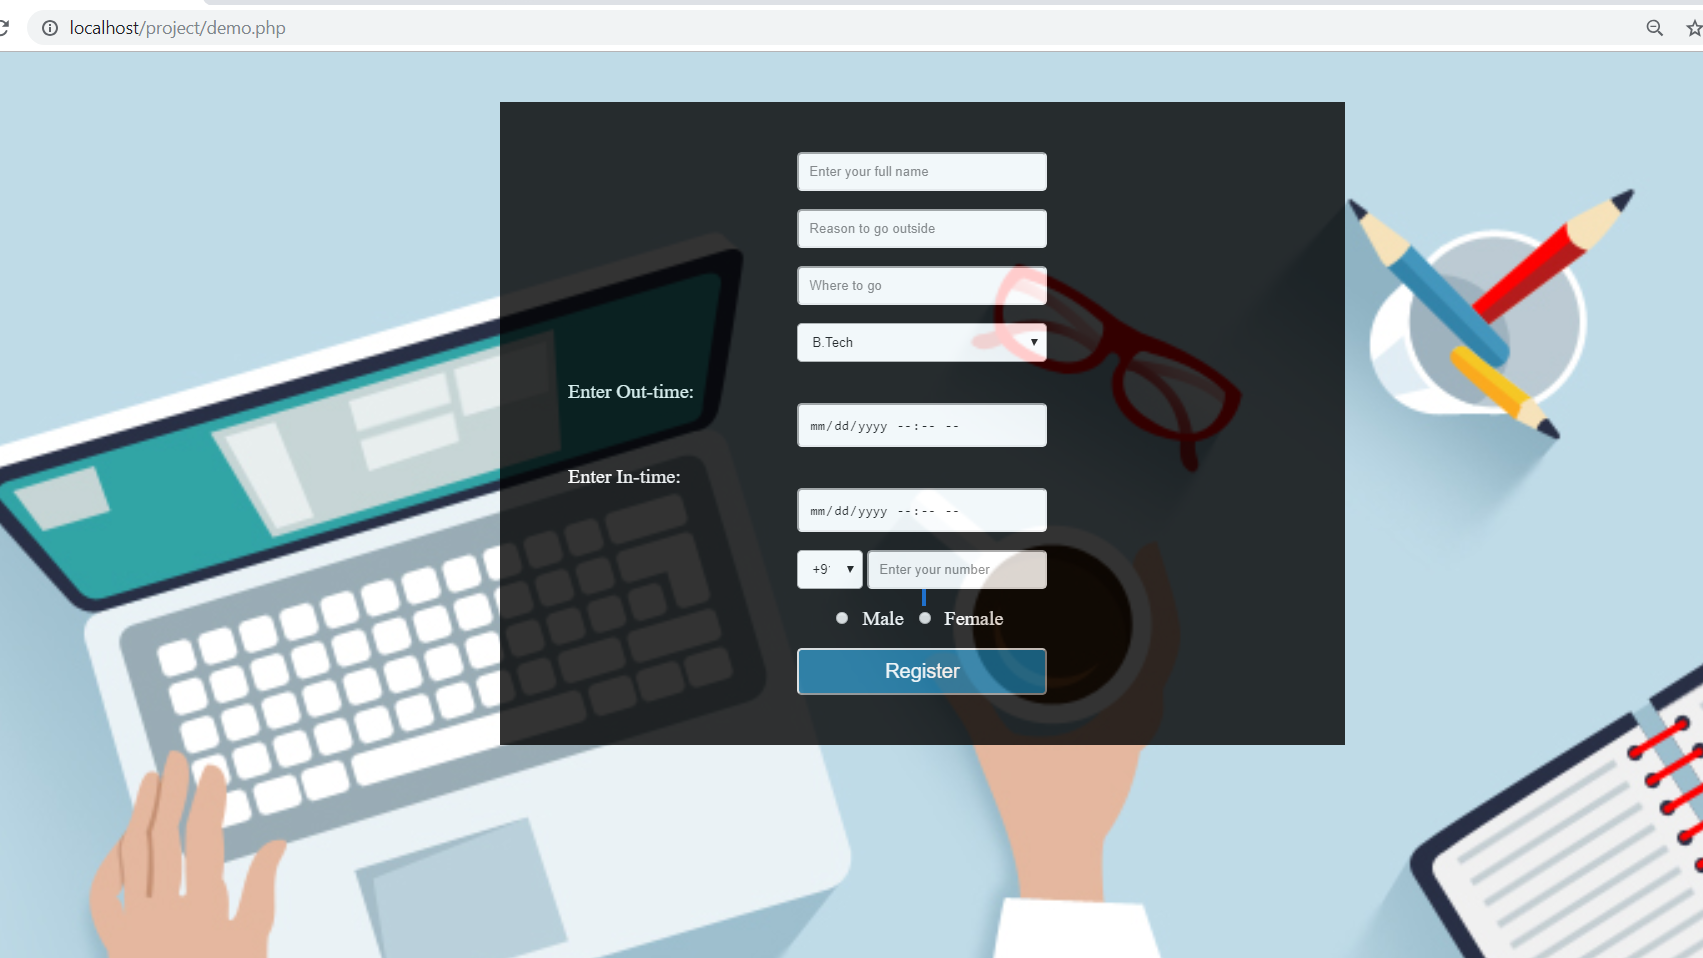 localhost/project/demo.php
Enter your full name
Reason to go outside
Where to go
B.Tech
Enter Out-time:
mm/dd/yyyy --:-- --
Enter In-time:
mm/dd/yyyy --:-- --
+9 Enter your number
Male Female
Register